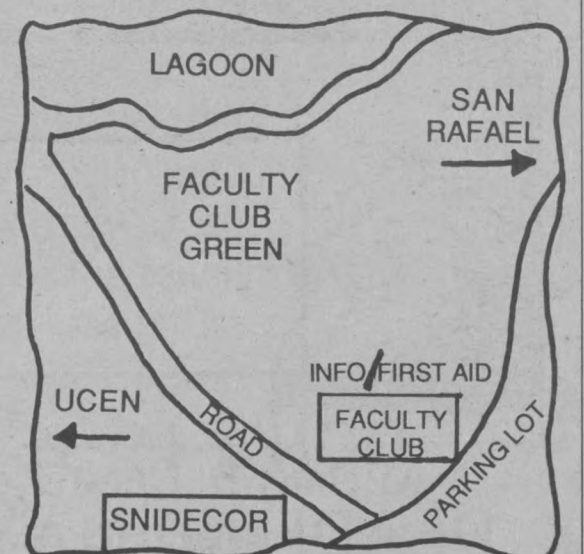 LAGOON
SAN
RAFAEL
FACULTY
CLUB
GREEN
INFO/FIRST AID
UCEN
ROAD
FACULTY
CLUB
PARKING LOT
SNIDECOR